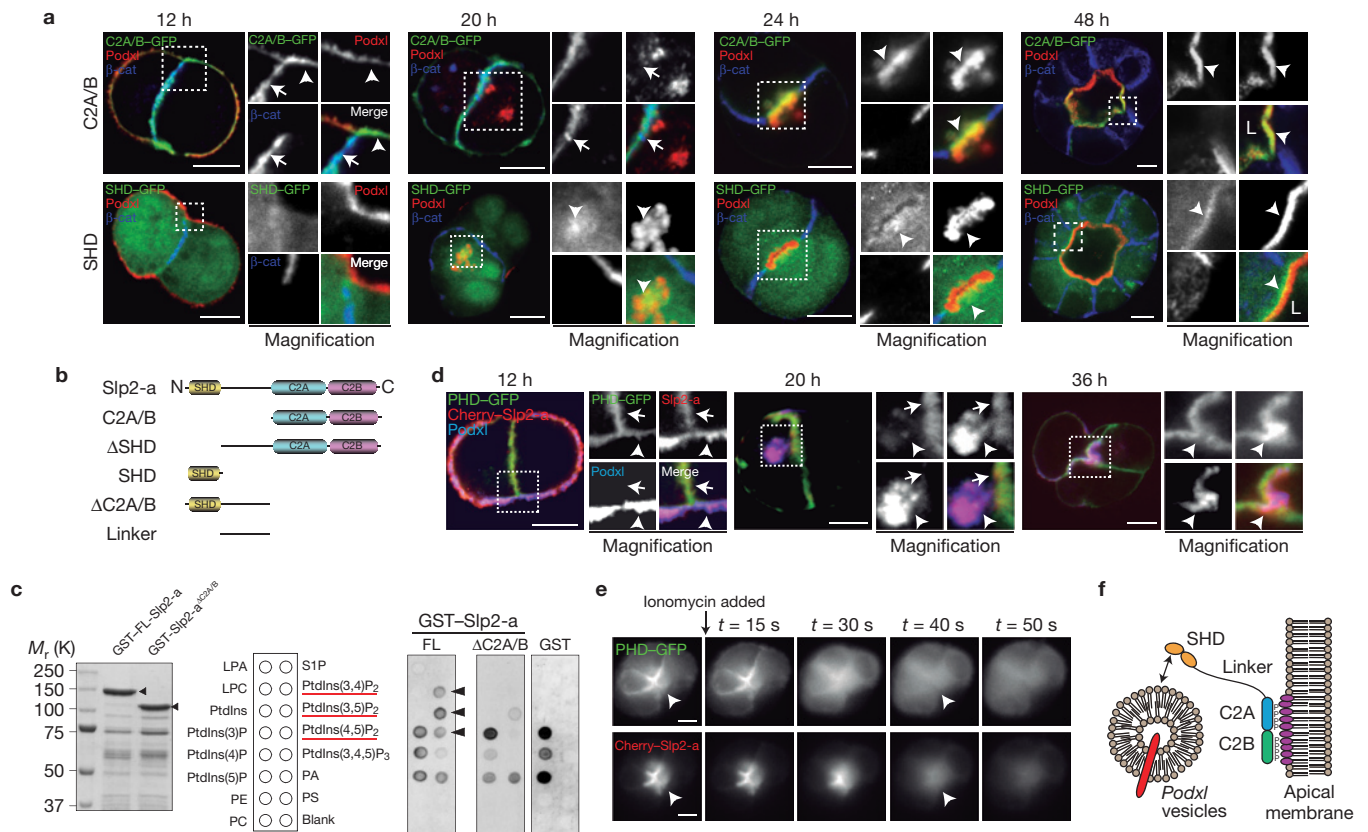 a
12 h
20 h
24 h
48 h
C2A/B
C2A/B–GFP
Podxl
β-cat
C2A/B–GFP
Podxl
β-cat
Merge
C2A/B–GFP
Podxl
β-cat
C2A/B–GFP
Podxl
β-cat
C2A/B–GFP
Podxl
β-cat
L
SHD
SHD–GFP
Podxl
β-cat
SHD–GFP
Podxl
β-cat
Merge
SHD–GFP
Podxl
β-cat
SHD–GFP
Podxl
β-cat
SHD–GFP
Podxl
β-cat
L
Magnification
Magnification
Magnification
Magnification
b
Slp2-a N SHD C2A C2B C
C2A/B C2A C2B
ΔSHD C2A C2B
SHD SHD
ΔC2A/B SHD
Linker
d
12 h
20 h
36 h
PHD–GFP
Cherry–Slp2-a
Podxl
PHD–GFP
Slp2-a
Podxl
Merge
Magnification
Magnification
Magnification
c
GST–FL-Slp2-a
GST–Slp2-aΔC2A/B
Mr (K)
250
150
100
75
50
37
LPA S1P
LPC PtdIns(3,4)P2
PtdIns PtdIns(3,5)P2
PtdIns(3)P PtdIns(4,5)P2
PtdIns(4)P PtdIns(3,4,5)P3
PtdIns(5)P PA
PE PS
PC Blank
GST–Slp2-a
FL ΔC2A/B GST
e
Ionomycin added
t = 15 s
t = 30 s
t = 40 s
t = 50 s
PHD–GFP
Cherry–Slp2-a
f
SHD
Linker
C2A
C2B
P
P
P
P
P
P
Podxl
vesicles
Apical
membrane